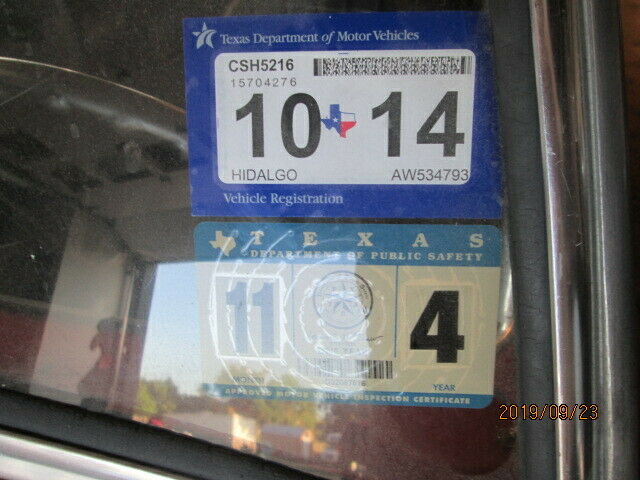 Texas Department of Motor Vehicles
CSH5216
15704276
10 14
HIDALGO AW534793
Vehicle Registration
TEXAS
DEPARTMENT OF PUBLIC SAFETY
11 4
YEAR
APPROVED MOTOR VEHICLE INSPECTION CERTIFICATE
2019/09/23